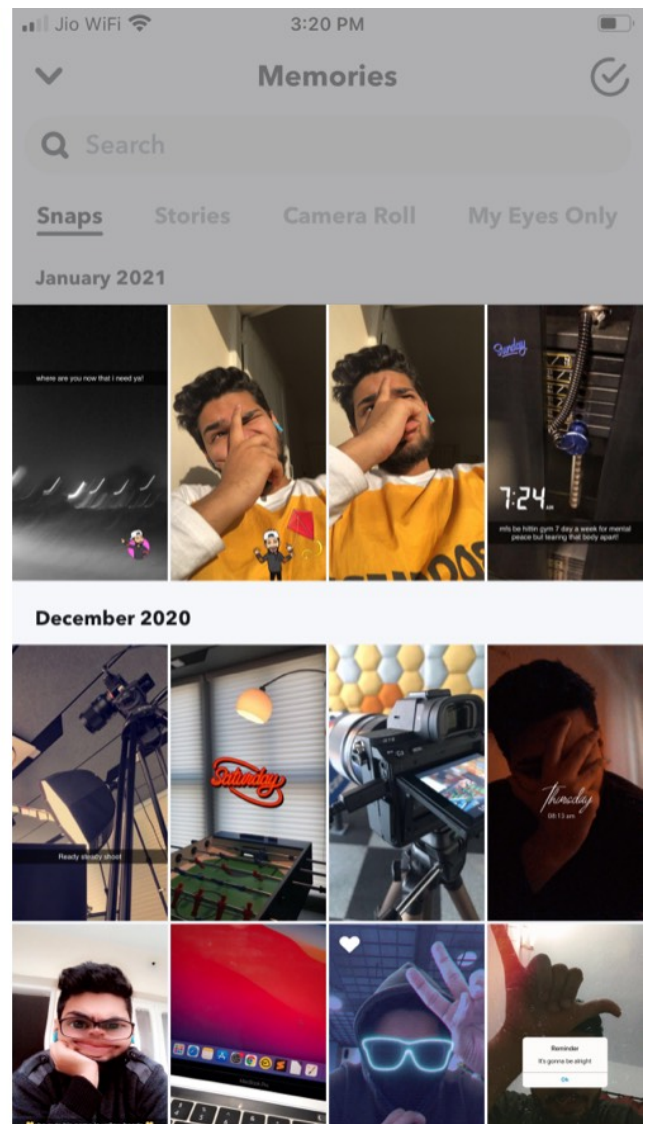 Jio WiFi
3:20 PM
Memories
Search
Snaps
Stories
Camera Roll
My Eyes Only
January 2021
where are you now that i need ya!
Sunday
7:24
mfs be hittin gym 7 day a week for mental
peace but tearing that body apart!
December 2020
Ready steady shoot
Saturday
Thursday
08:13 am
MacBook Pro
Reminder
It's gonna be alright
Ok